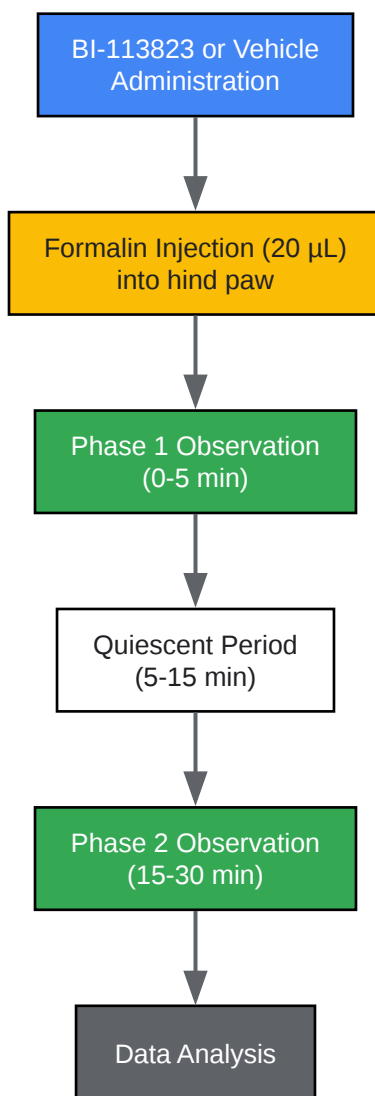 BI-113823 or Vehicle
Administration
Formalin Injection (20 µL)
into hind paw
Phase 1 Observation
(0-5 min)
Quiescent Period
(5-15 min)
Phase 2 Observation
(15-30 min)
Data Analysis